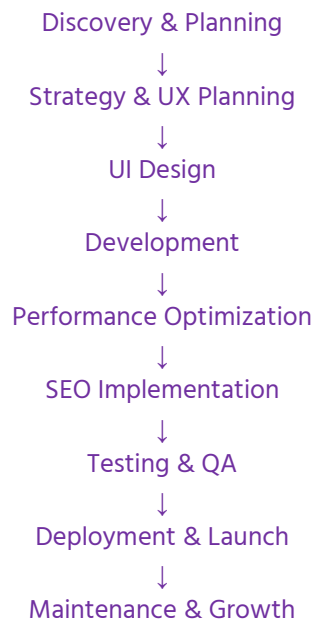 Discovery & Planning
↓
Strategy & UX Planning
↓
UI Design
↓
Development
↓
Performance Optimization
↓
SEO Implementation
↓
Testing & QA
↓
Deployment & Launch
↓
Maintenance & Growth